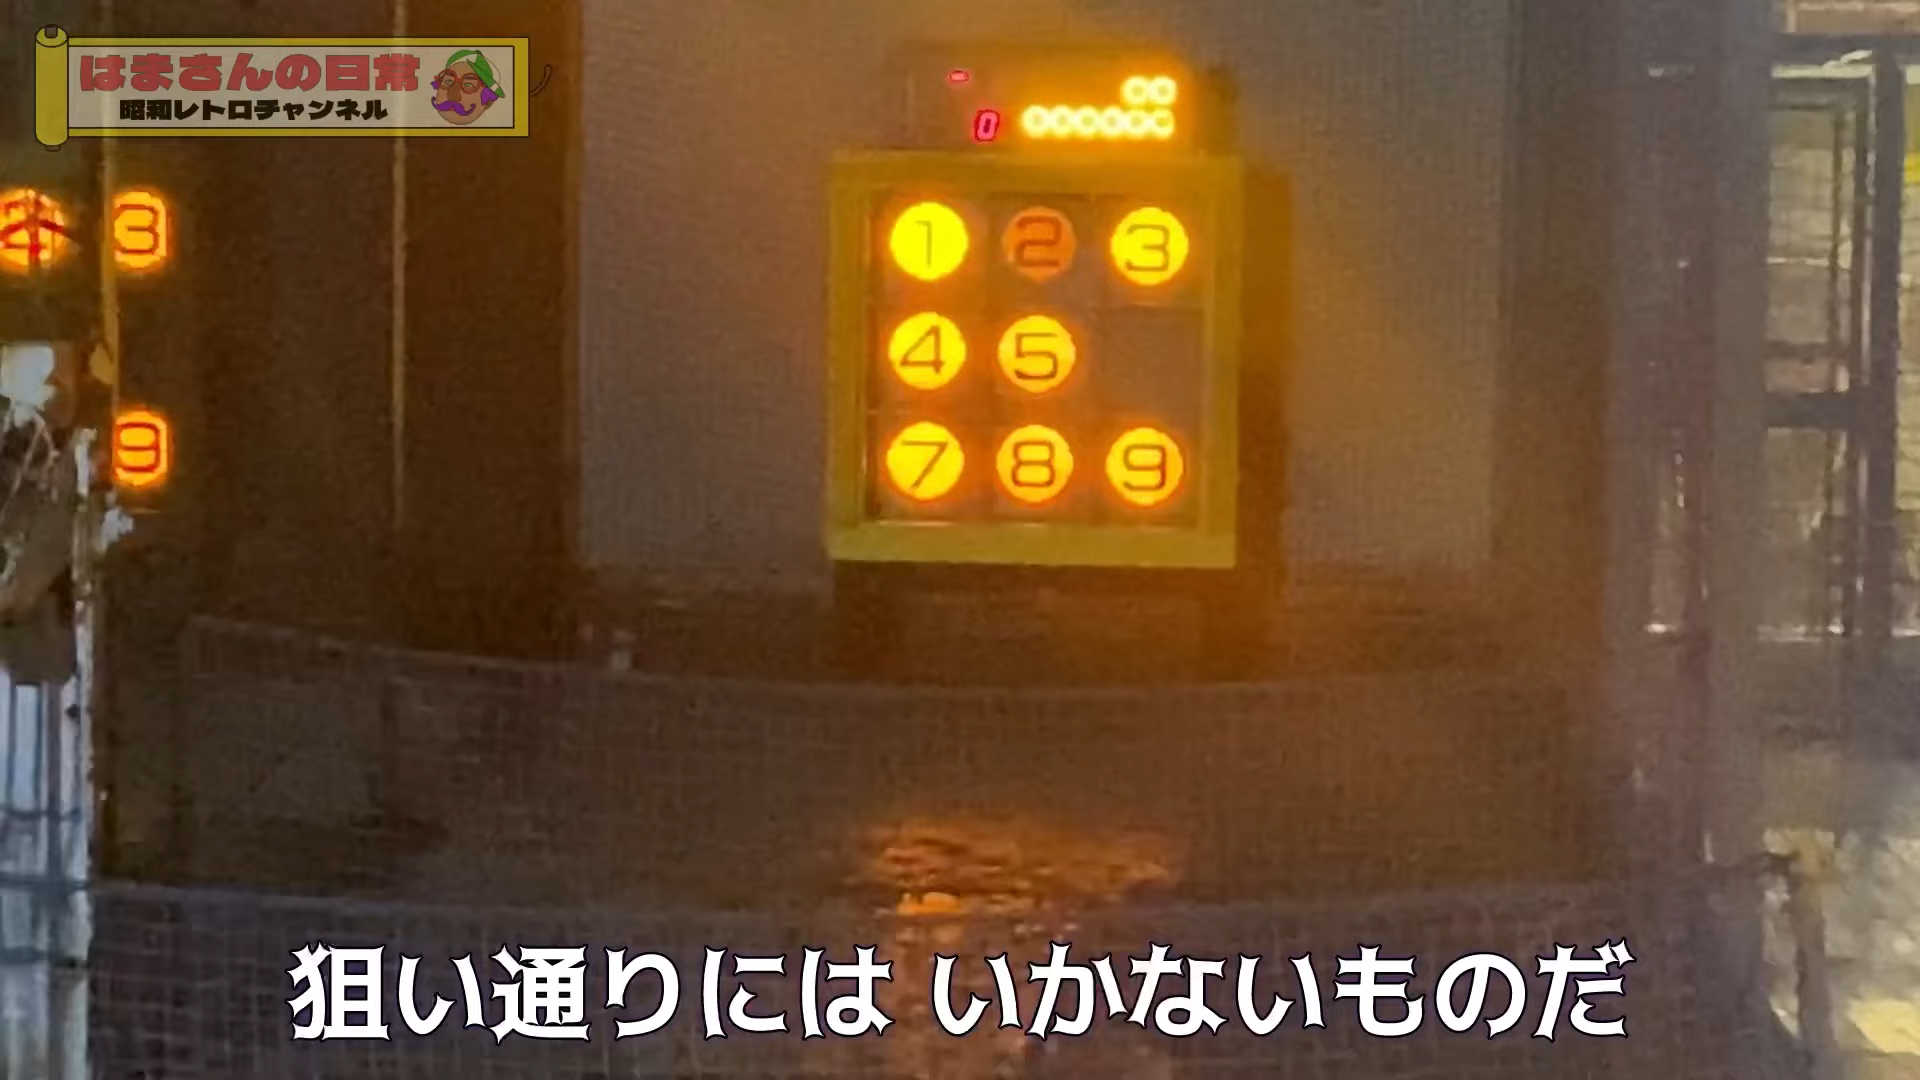 はまさんの日常
昭和レトロチャンネル
0
3
1 2 3
4 5
9
7 8 9
狙い通りには いかないものだ